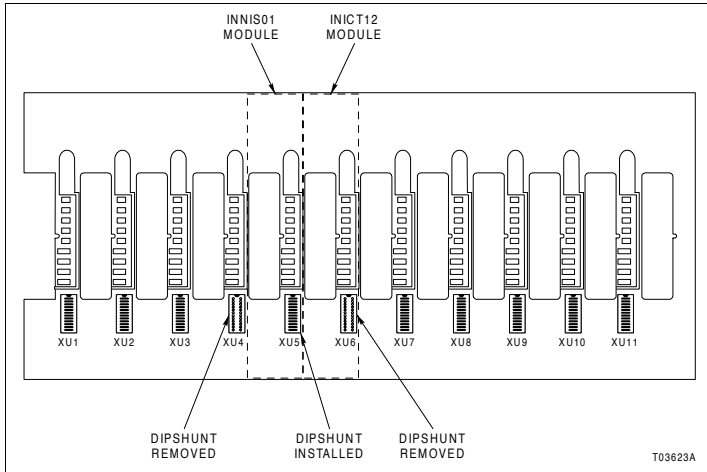 INNIS01
MODULE
INICT12
MODULE
XU1 XU2 XU3 XU4 XU5 XU6 XU7 XU8 XU9 XU10 XU11
DIPSHUNT
REMOVED
DIPSHUNT
INSTALLED
DIPSHUNT
REMOVED
T03623A